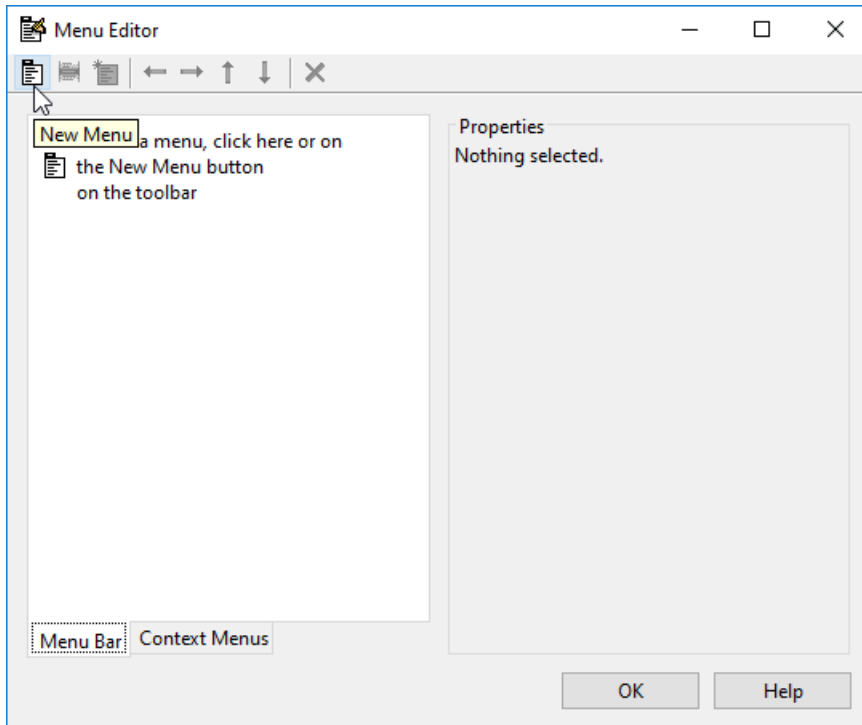 Menu Editor
New Menu
a menu, click here or on
the New Menu button
on the toolbar
Properties
Nothing selected.
Menu Bar
Context Menus
OK
Help